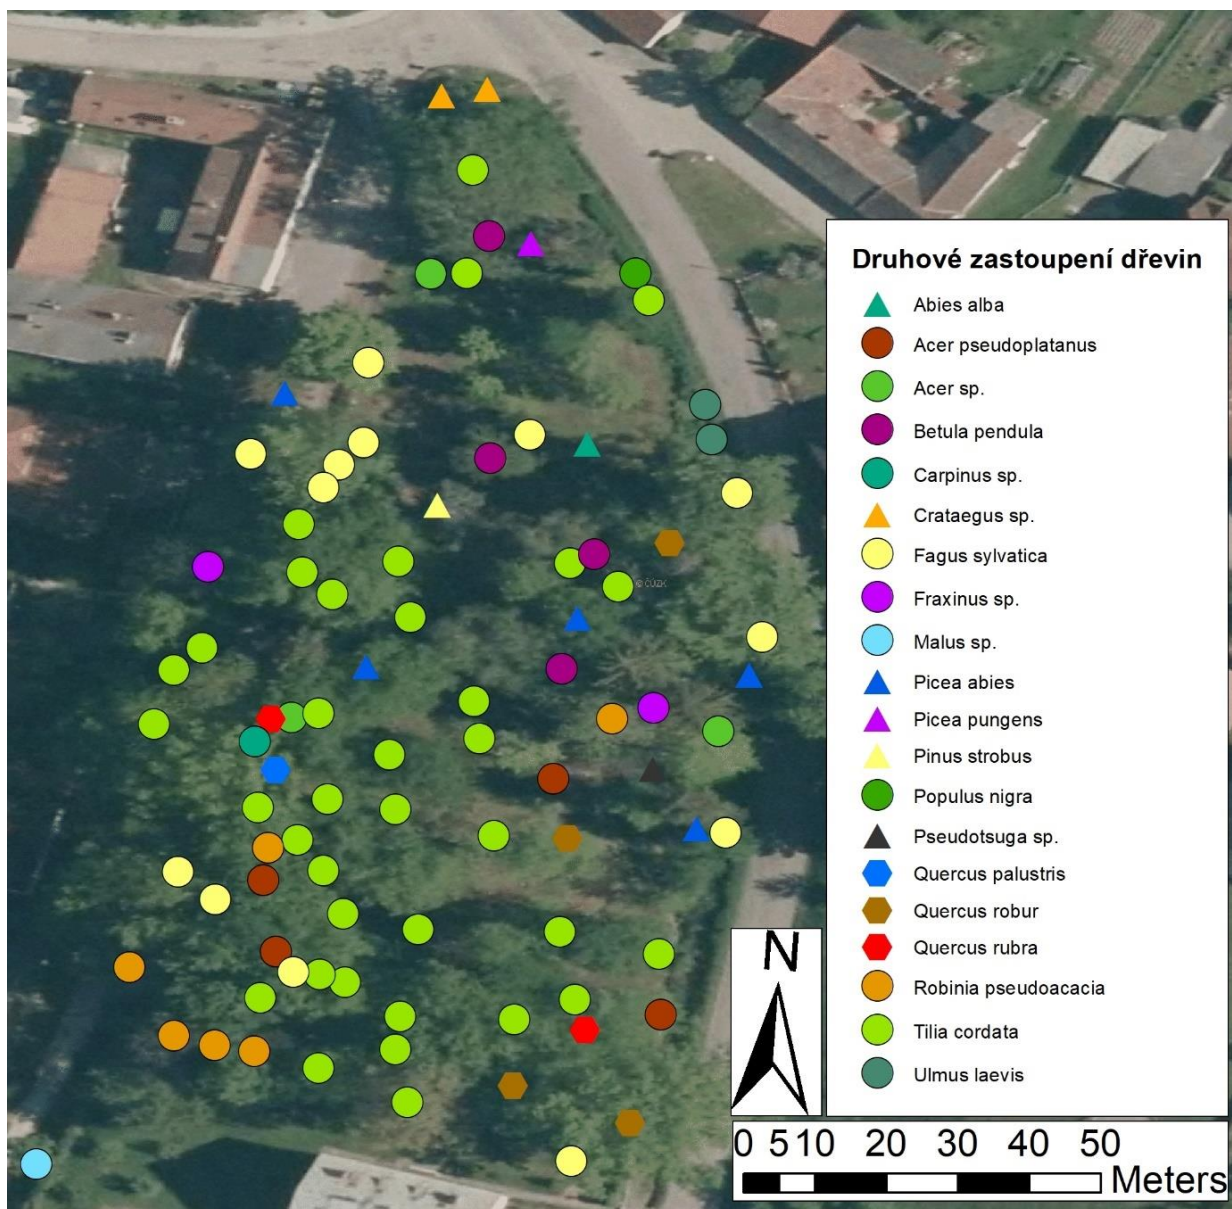 Druhové zastoupení dřevin
Abies alba
Acer pseudoplatanus
Acer sp.
Betula pendula
Carpinus sp.
Crataegus sp.
Fagus sylvatica
Fraxinus sp.
Malus sp.
Picea abies
Picea pungens
Pinus strobus
Populus nigra
Pseudotsuga sp.
Quercus palustris
Quercus robur
Quercus rubra
Robinia pseudoacacia
Tilia cordata
Ulmus laevis
© ČÚZK
N
0 5 10 20 30 40 50
Meters